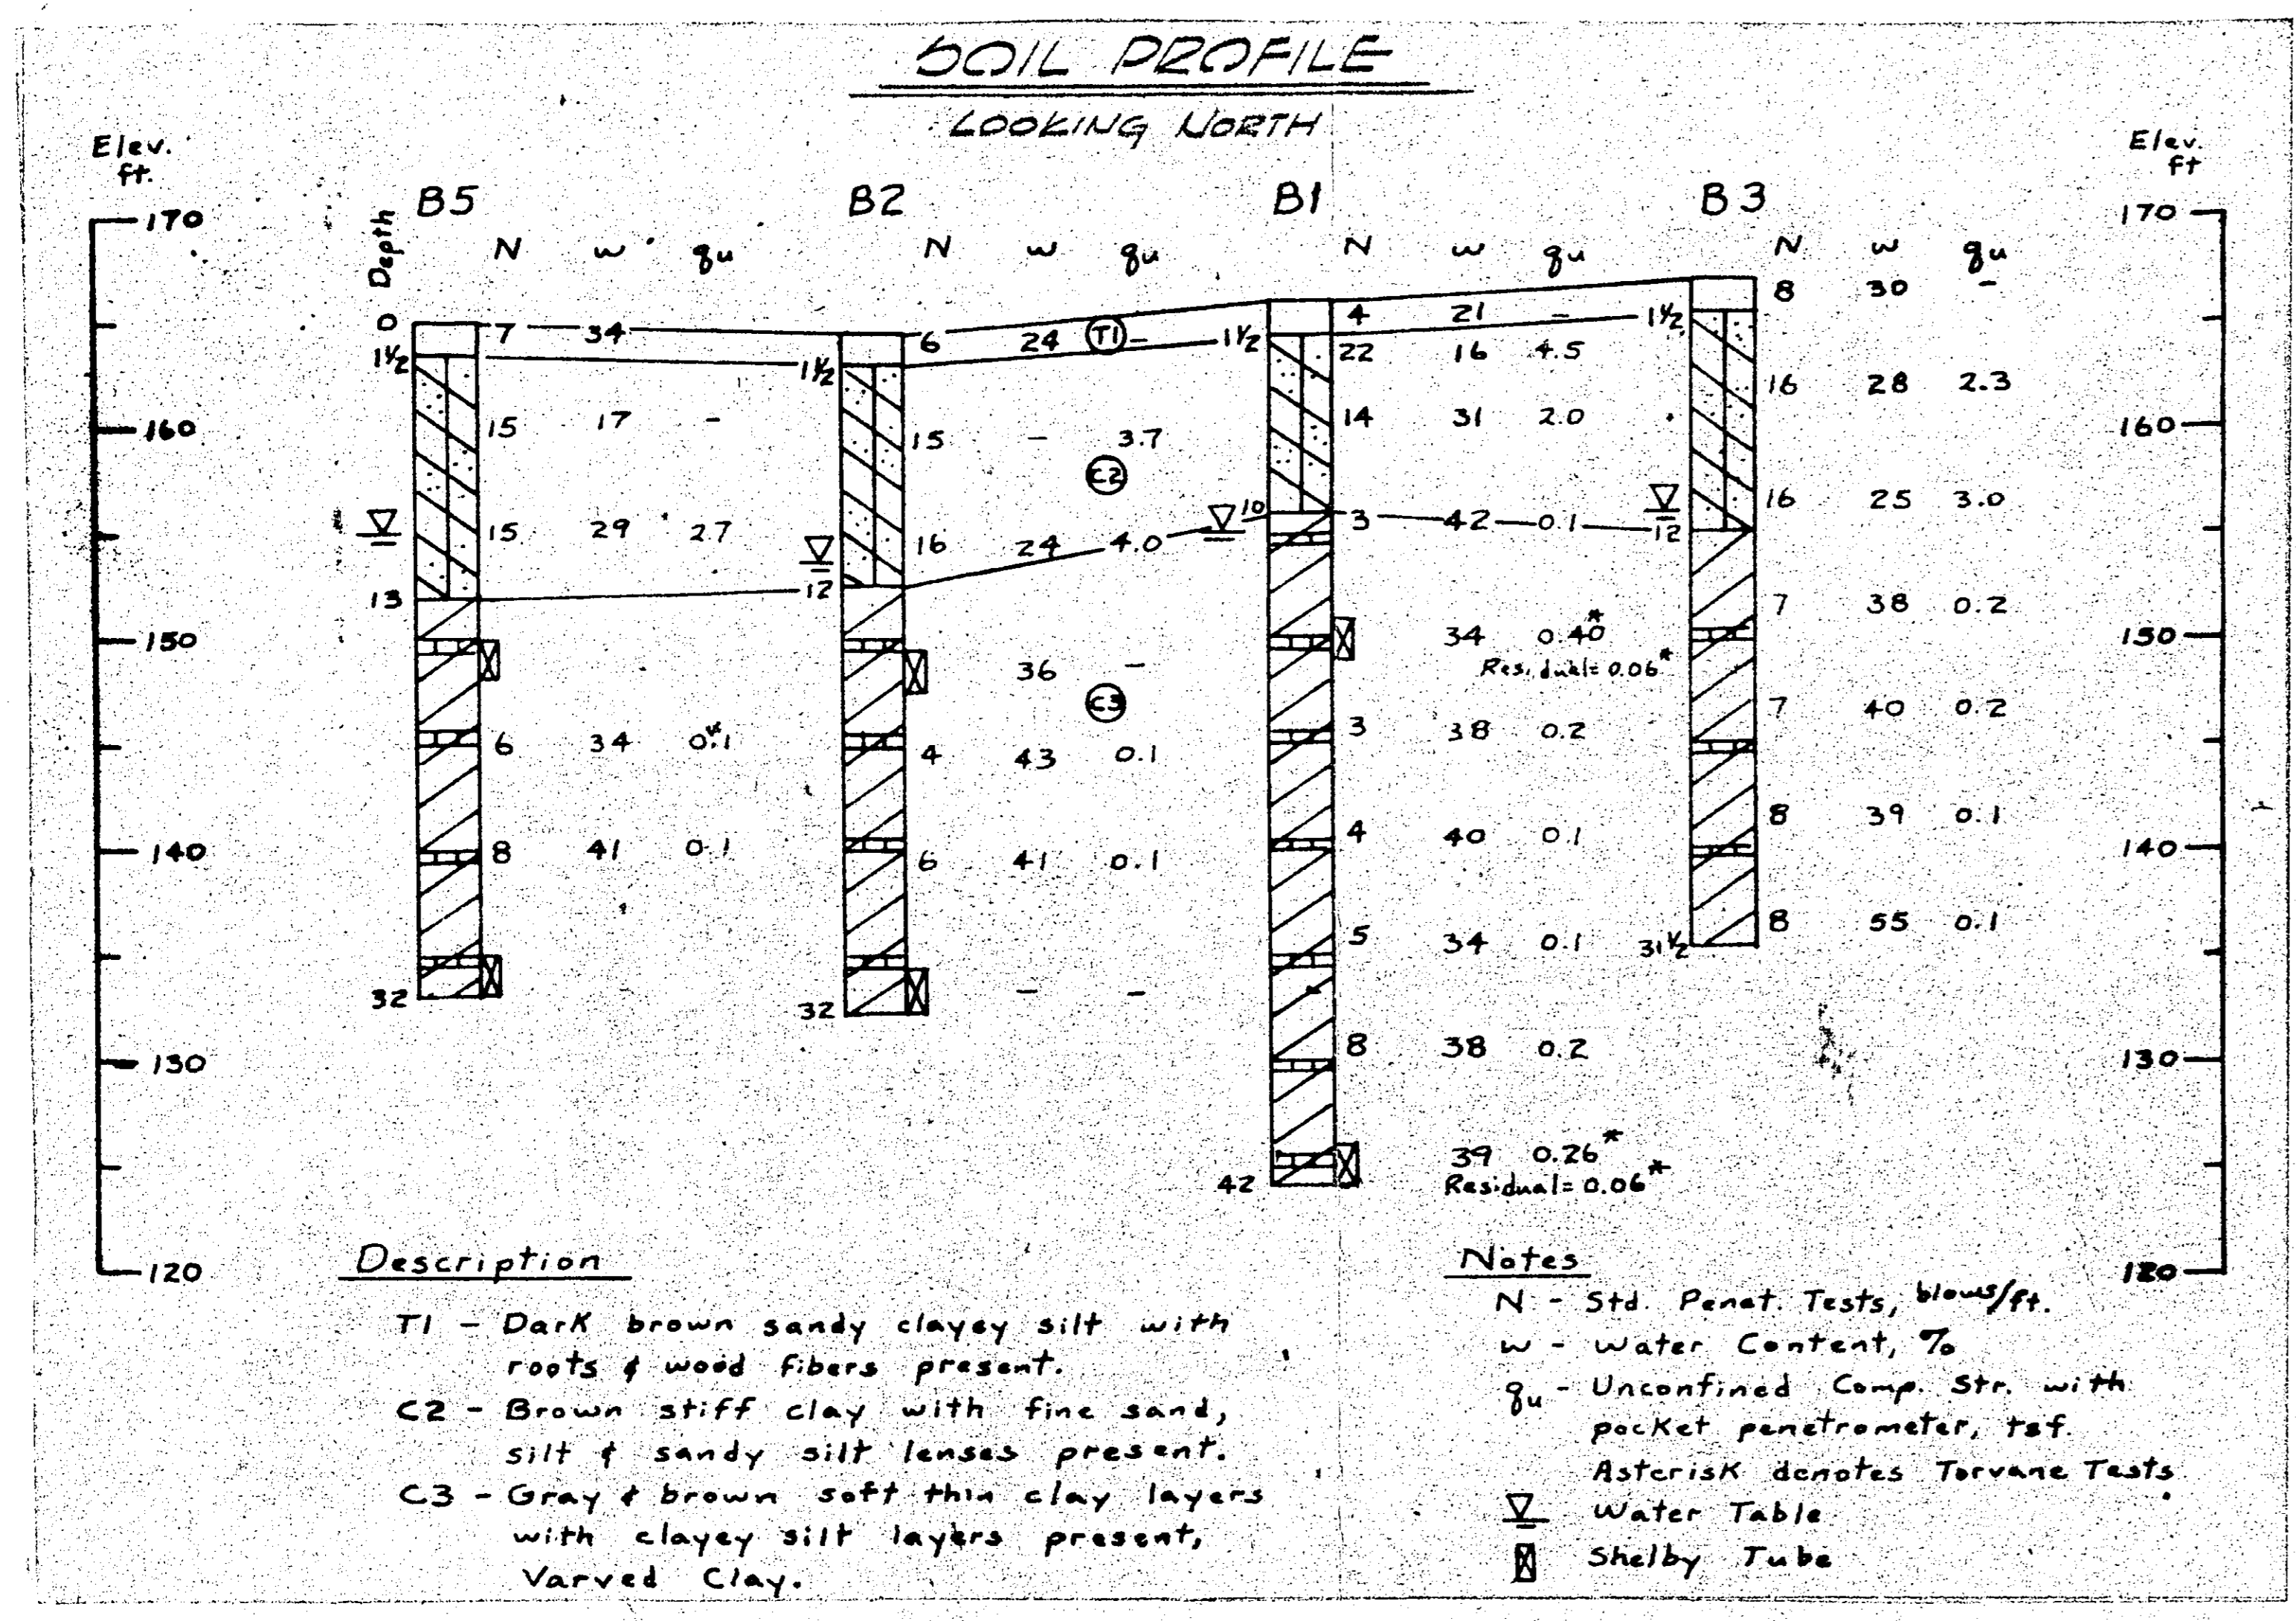 SOIL PROFILE
LOOKING NORTH
Elev. ft.
Elev. ft
B5 B2 B1 B3
Depth
N w qu N w qu N w qu N w qu
170 170
8 30 -
0 7 34 6 24 T1 - 4 21 - 1½
1½ 1½ 1½ 22 16 4.5
16 28 2.3
160 15 17 - 15 - 3.7 14 31 2.0 160
C2
10 16 25 3.0
15 29 27 16 24 4.0 3 42 0.1 12
13 12
7 38 0.2
150 34 0.40* 150
36 - Residual=0.06*
C3
7 40 0.2
6 34 0.1* 4 43 0.1 3 38 0.2
8 39 0.1
140 8 41 0.1 6 41 0.1 4 40 0.1 140
8 55 0.1
5 34 0.1 31½
32 32 - - -
130 8 38 0.2 130
39 0.26*
42 Residual=0.06*
120 120
Description
T1 - Dark brown sandy clayey silt with
roots & wood fibers present.
C2 - Brown stiff clay with fine sand,
silt & sandy silt lenses present.
C3 - Gray & brown soft thin clay layers
with clayey silt layers present,
Varved Clay.
Notes
N - Std. Penet. Tests, blows/ft.
w - Water Content, %
qu - Unconfined Comp. Str. with
pocket penetrometer, tsf.
Asterisk denotes Torvane Tests
Water Table
Shelby Tube